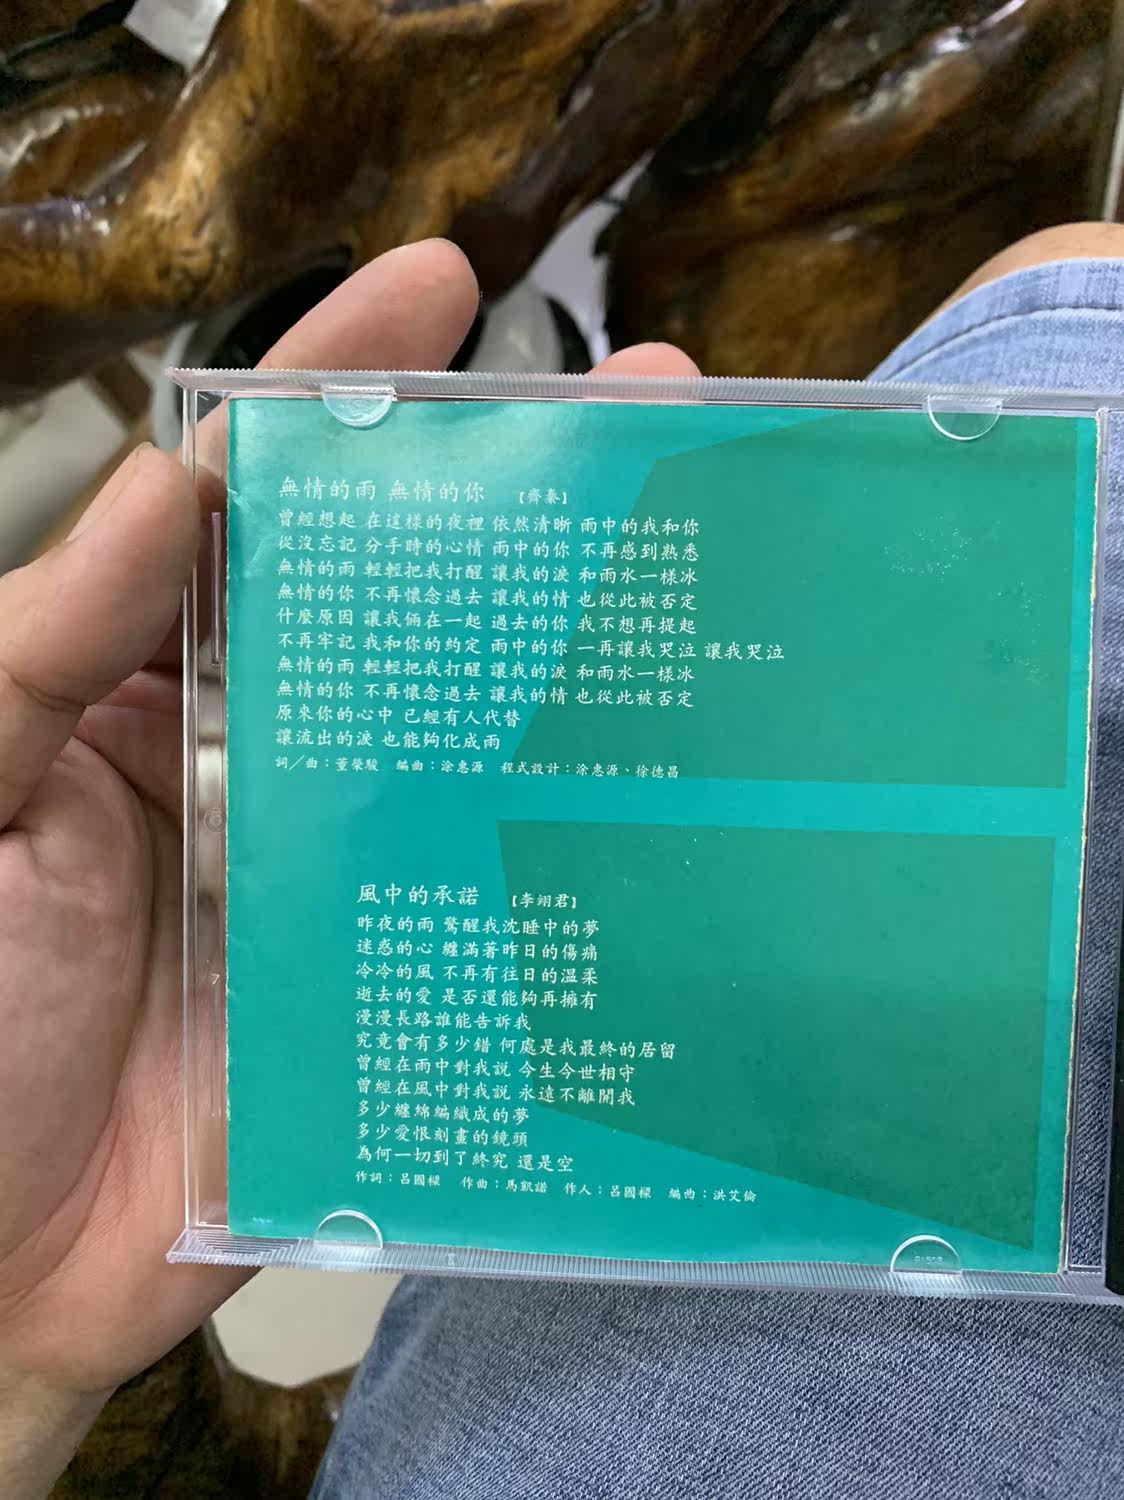 無情的雨 無情的你 【齊秦】
曾經想起 在這樣的夜裡 依然清晰 雨中的我和你
從沒忘記 分手時的心情 雨中的你 不再感到熟悉
無情的雨 輕輕把我打醒 讓我的淚 和雨水一樣冰
無情的你 不再懷念過去 讓我的情 也從此被否定
什麼原因 讓我倆在一起 過去的你 我不想再提起
不再牢記 我和你的約定 雨中的你 一再讓我哭泣 讓我哭泣
無情的雨 輕輕把我打醒 讓我的淚 和雨水一樣冰
無情的你 不再懷念過去 讓我的情 也從此被否定
原來你的心中 已經有人代替
讓流出的淚 也能夠化成雨
詞／曲：董榮駿 編曲：涂惠源 程式設計：涂惠源、徐德昌
風中的承諾 【李翊君】
昨夜的雨 驚醒我沈睡中的夢
迷惑的心 纏滿著昨日的傷痛
冷冷的風 不再有往日的溫柔
逝去的愛 是否還能夠再擁有
漫漫長路誰能告訴我
究竟會有多少錯 何處是我最終的居留
曾經在雨中對我說 今生今世相守
曾經在風中對我說 永遠不離開我
多少纏綿編織成的夢
多少愛恨刻畫的鏡頭
為何一切到了終究 還是空
作詞：呂國樑 作曲：馬凱諾 作人：呂國樑 編曲：洪艾倫